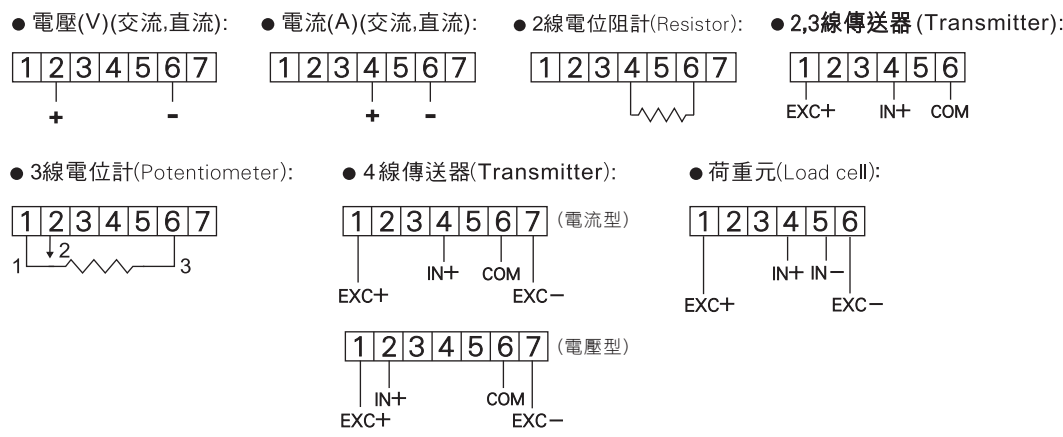 ● 電壓(V)(交流,直流):
1 2 3 4 5 6 7
+ -
● 電流(A)(交流,直流):
1 2 3 4 5 6 7
+ -
● 2線電位阻計(Resistor):
1 2 3 4 5 6 7
● 2,3線傳送器(Transmitter):
1 2 3 4 5 6
EXC+ IN+ COM
● 3線電位計(Potentiometer):
1 2 3 4 5 6 7
1 2 3
● 4線傳送器(Transmitter):
1 2 3 4 5 6 7 (電流型)
IN+ COM
EXC+ EXC−
1 2 3 4 5 6 7 (電壓型)
IN+ COM
EXC+ EXC−
● 荷重元(Load cell):
1 2 3 4 5 6
IN+ IN−
EXC+ EXC−